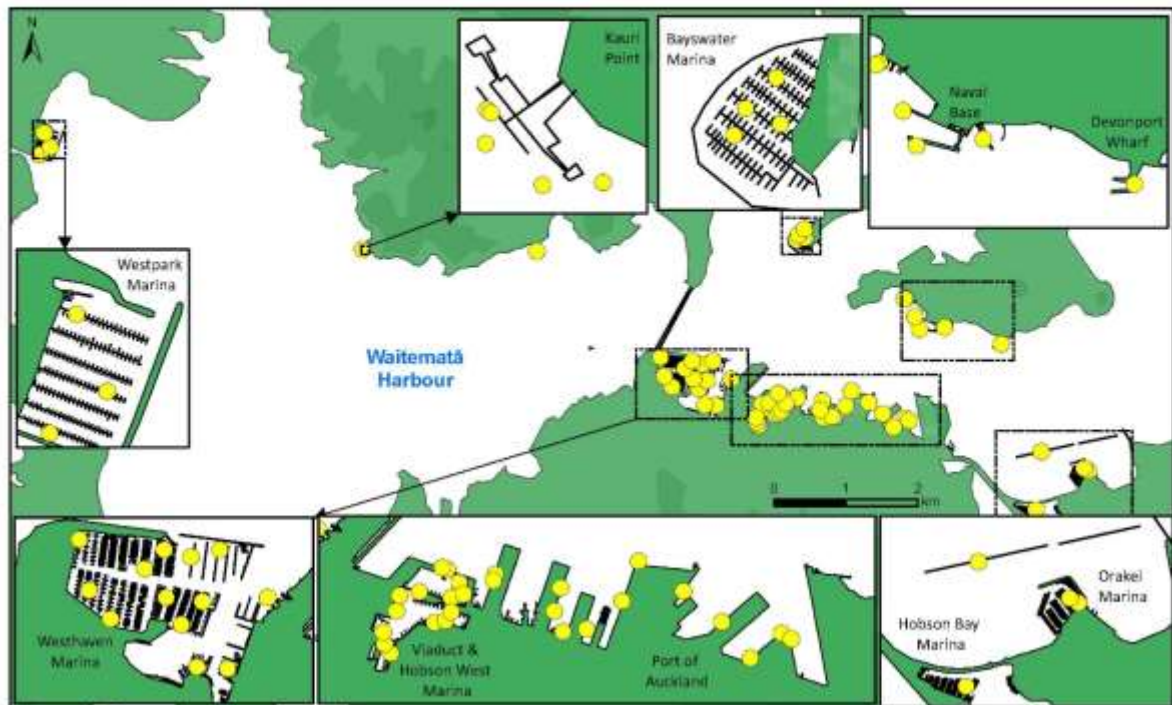 N
Kauri
Point
Bayswater
Marina
Naval
Base
Devonport
Wharf
Westpark
Marina
Waitematā
Harbour
0 1 2
km
Westhaven
Marina
Viaduct &
Hobson West
Marina
Port of
Auckland
Hobson Bay
Marina
Orakei
Marina